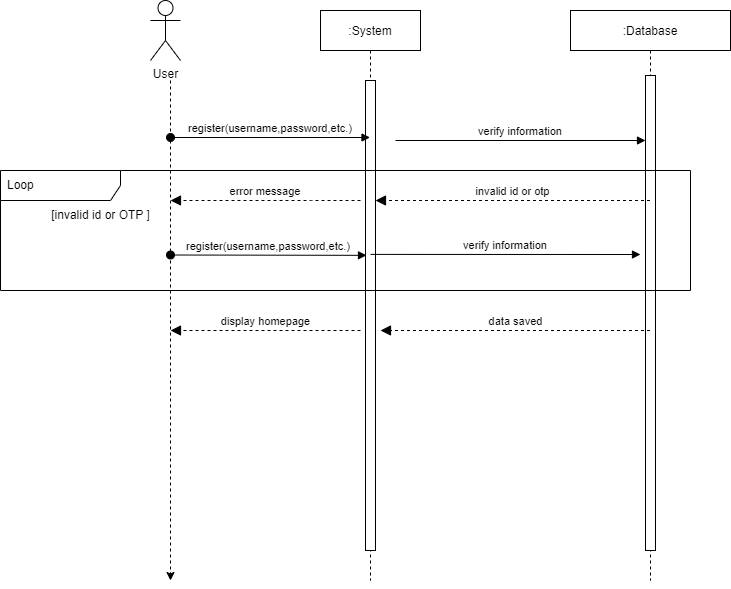 :System
:Database
User
register(username,password,etc.)
verify information
Loop
error message
invalid id or otp
[invalid id or OTP ]
register(username,password,etc.)
verify information
display homepage
data saved